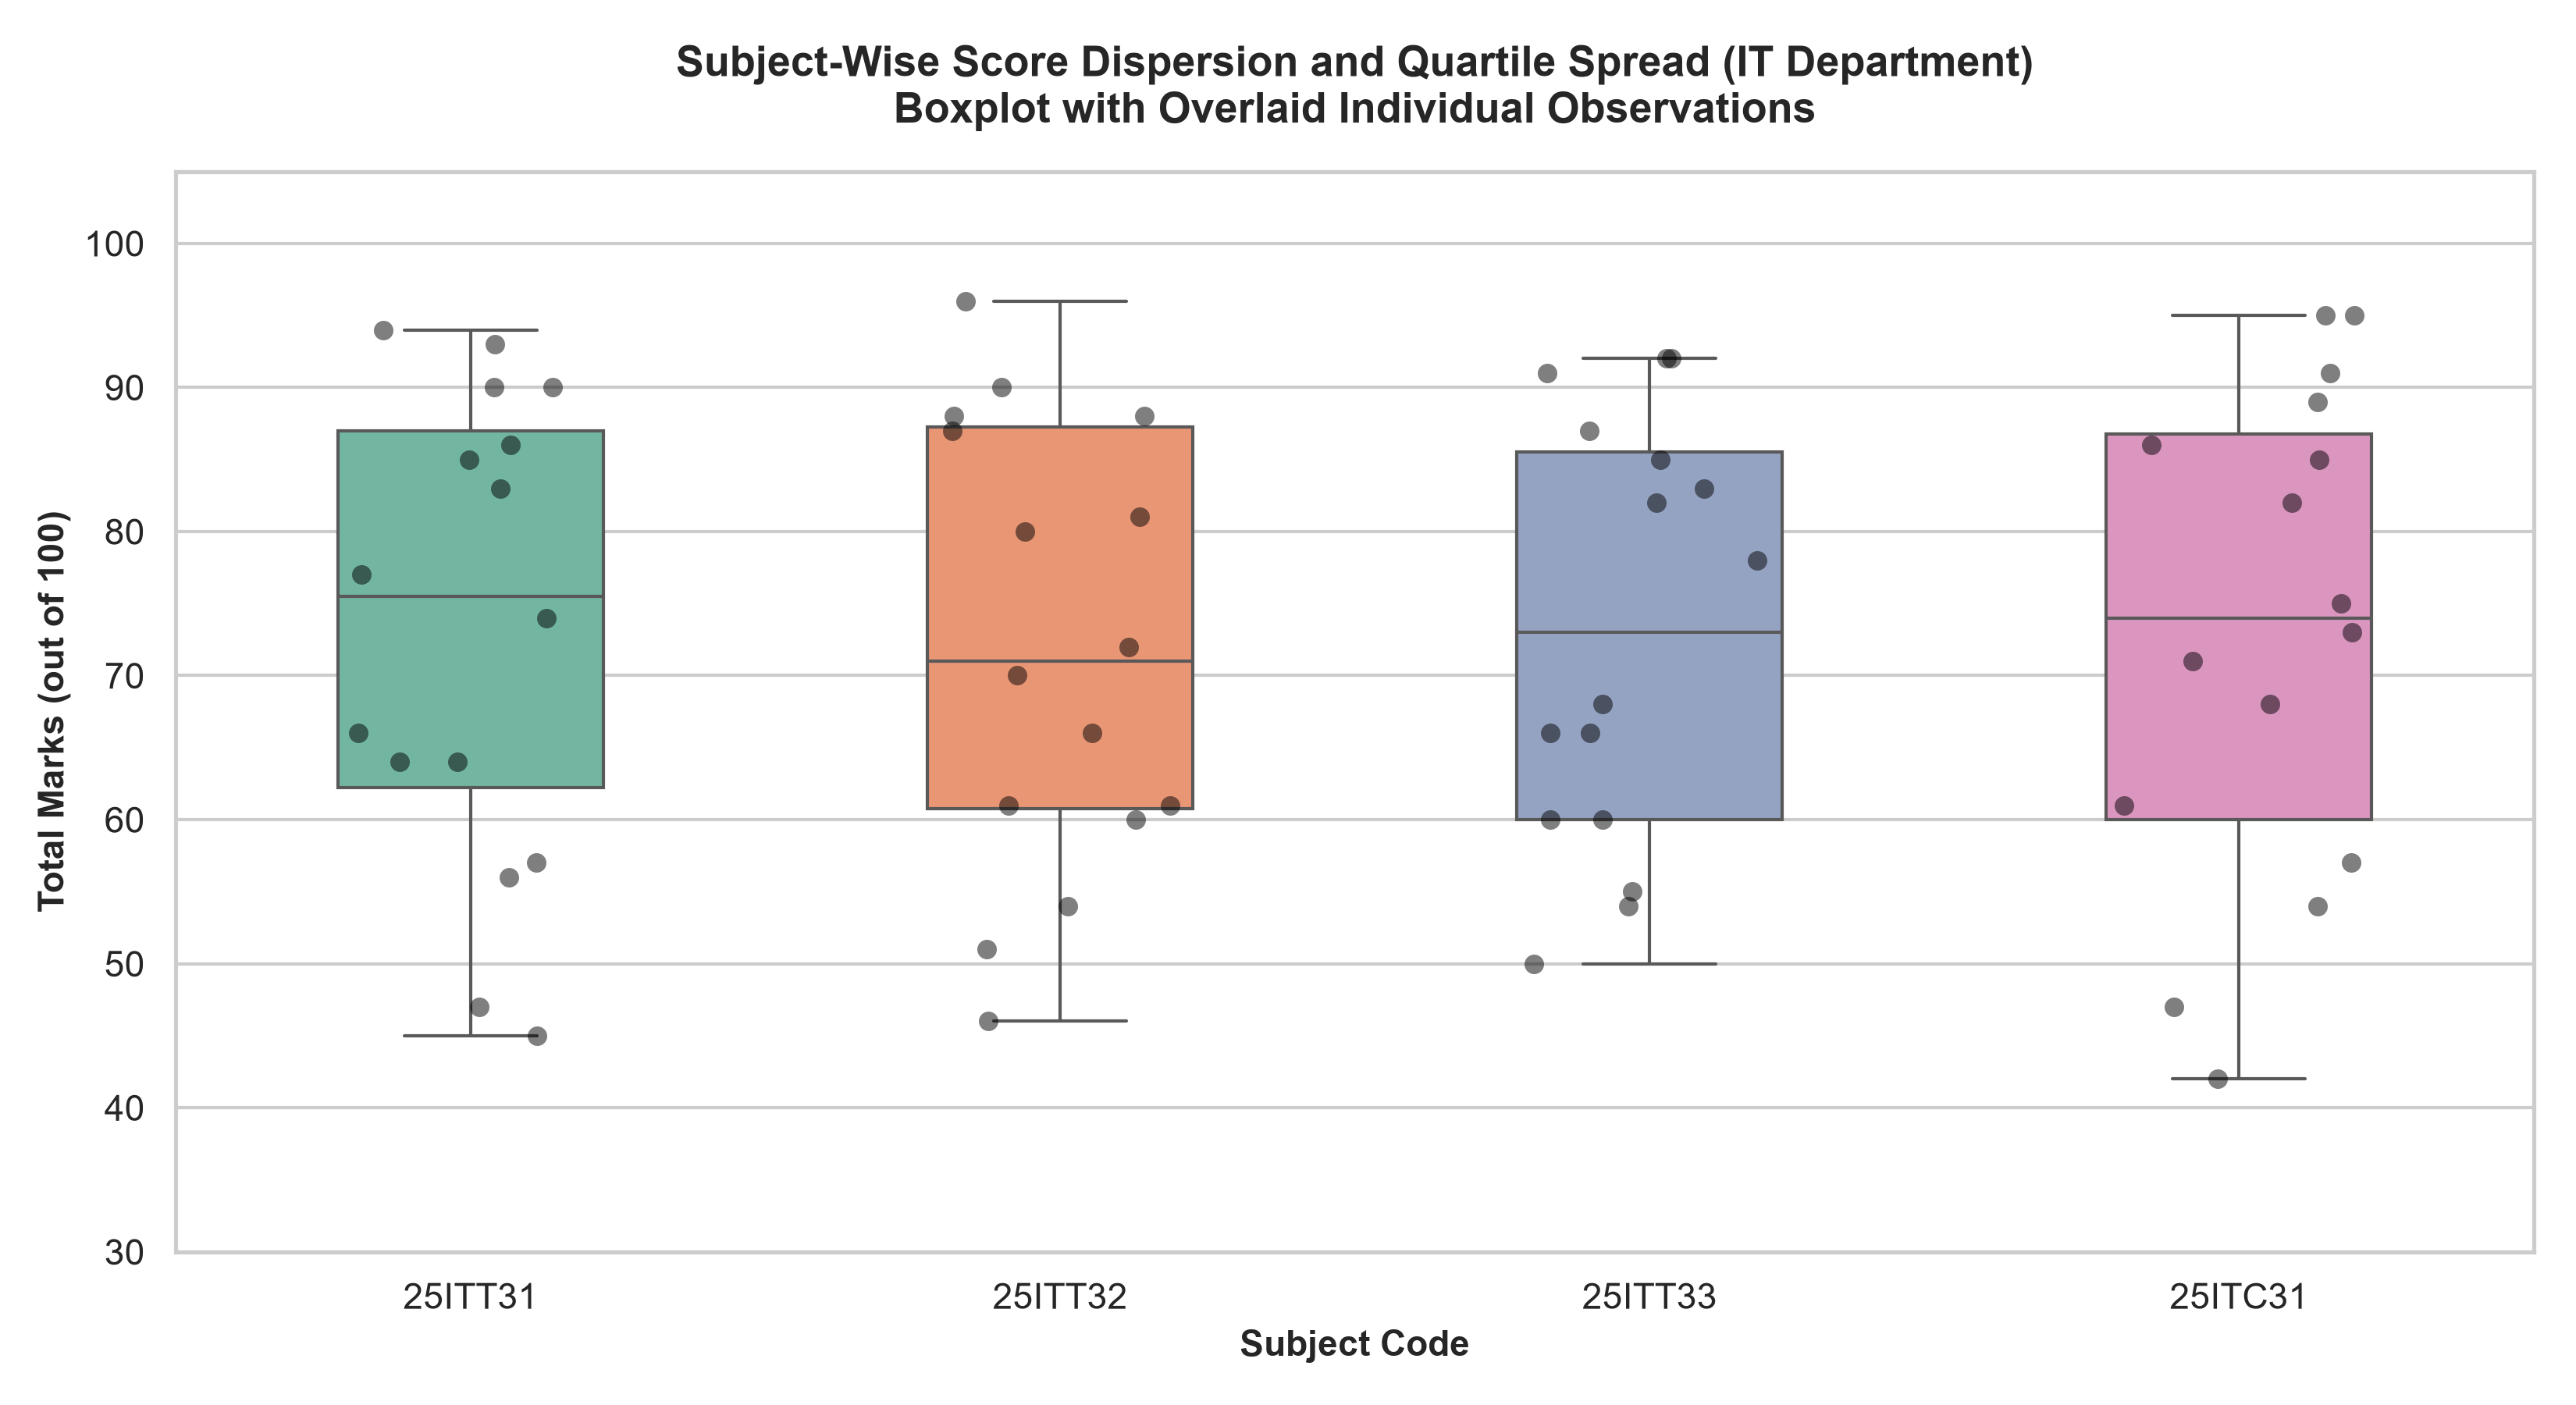 Subject-Wise Score Dispersion and Quartile Spread (IT Department)
Boxplot with Overlaid Individual Observations
Total Marks (out of 100)
100
90
80
70
60
50
40
30
25ITT31
25ITT32
25ITT33
25ITC31
Subject Code